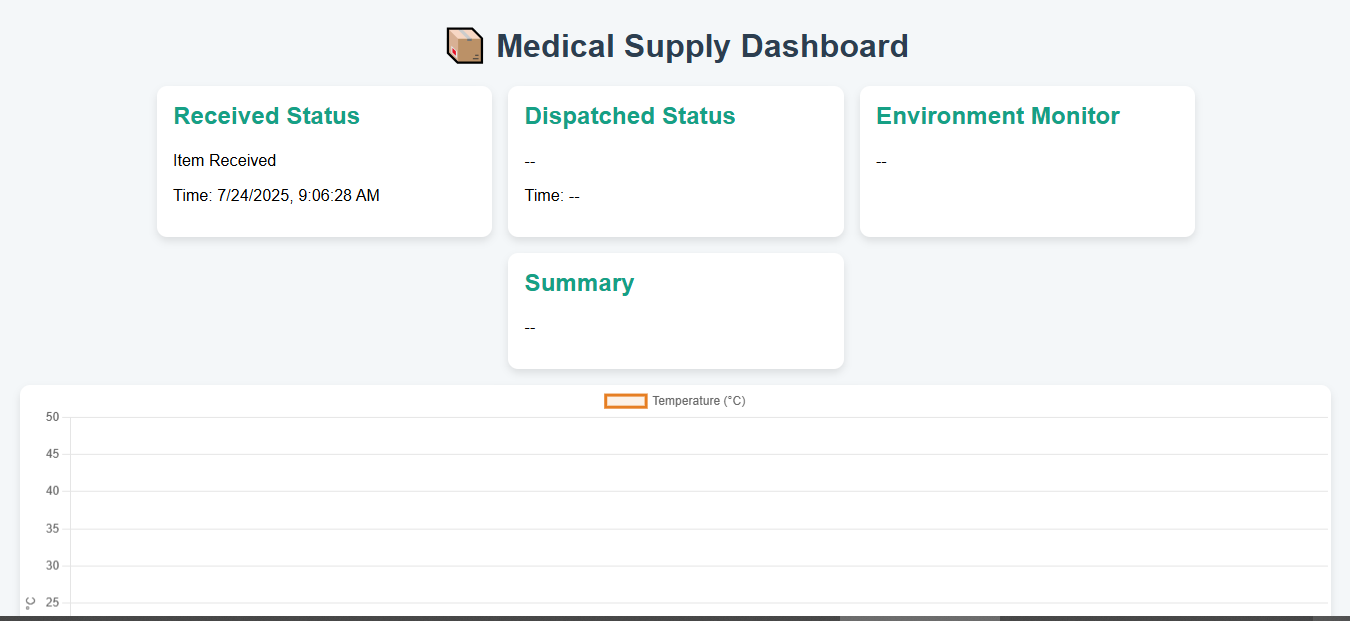 Medical Supply Dashboard
Received Status
Item Received
Time: 7/24/2025, 9:06:28 AM
Dispatched Status
--
Time: --
Environment Monitor
--
Summary
--
Temperature (°C)
50
45
40
35
30
25
°C